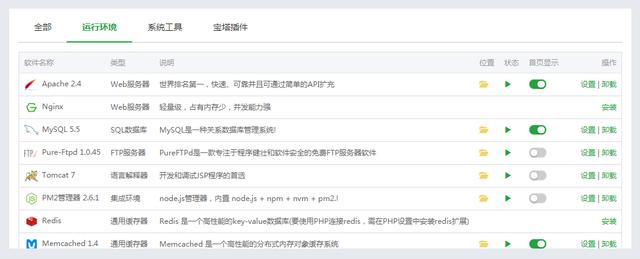 全部 运行环境 系统工具 宝塔插件
软件名称 类型 说明 位置 状态 首页显示 操作
Apache 2.4 Web服务器 世界排名第一，快速、可靠并且可通过简单的API扩充 设置 | 卸载
Nginx Web服务器 轻量级，占有内存少，并发能力强 安装
MySQL 5.5 SQL数据库 MySQL是一种关系数据库管理系统! 设置 | 卸载
Pure-Ftpd 1.0.45 FTP服务器 PureFTPd是一款专注于程序健壮和软件安全的免费FTP服务器软件 设置 | 卸载
Tomcat 7 语言解释器 开发和调试JSP程序的首选 设置 | 卸载
PM2管理器 2.6.1 集成环境 node.js管理器，内置 node.js + npm + nvm + pm2.! 设置 | 卸载
Redis 通用缓存器 Redis 是一个高性能的key-value数据库(要使用PHP连接redis，需在PHP设置中安装redis扩展) 安装
Memcached 1.4 通用缓存器 Memcached 是一个高性能的分布式内存对象缓存系统 设置 | 卸载